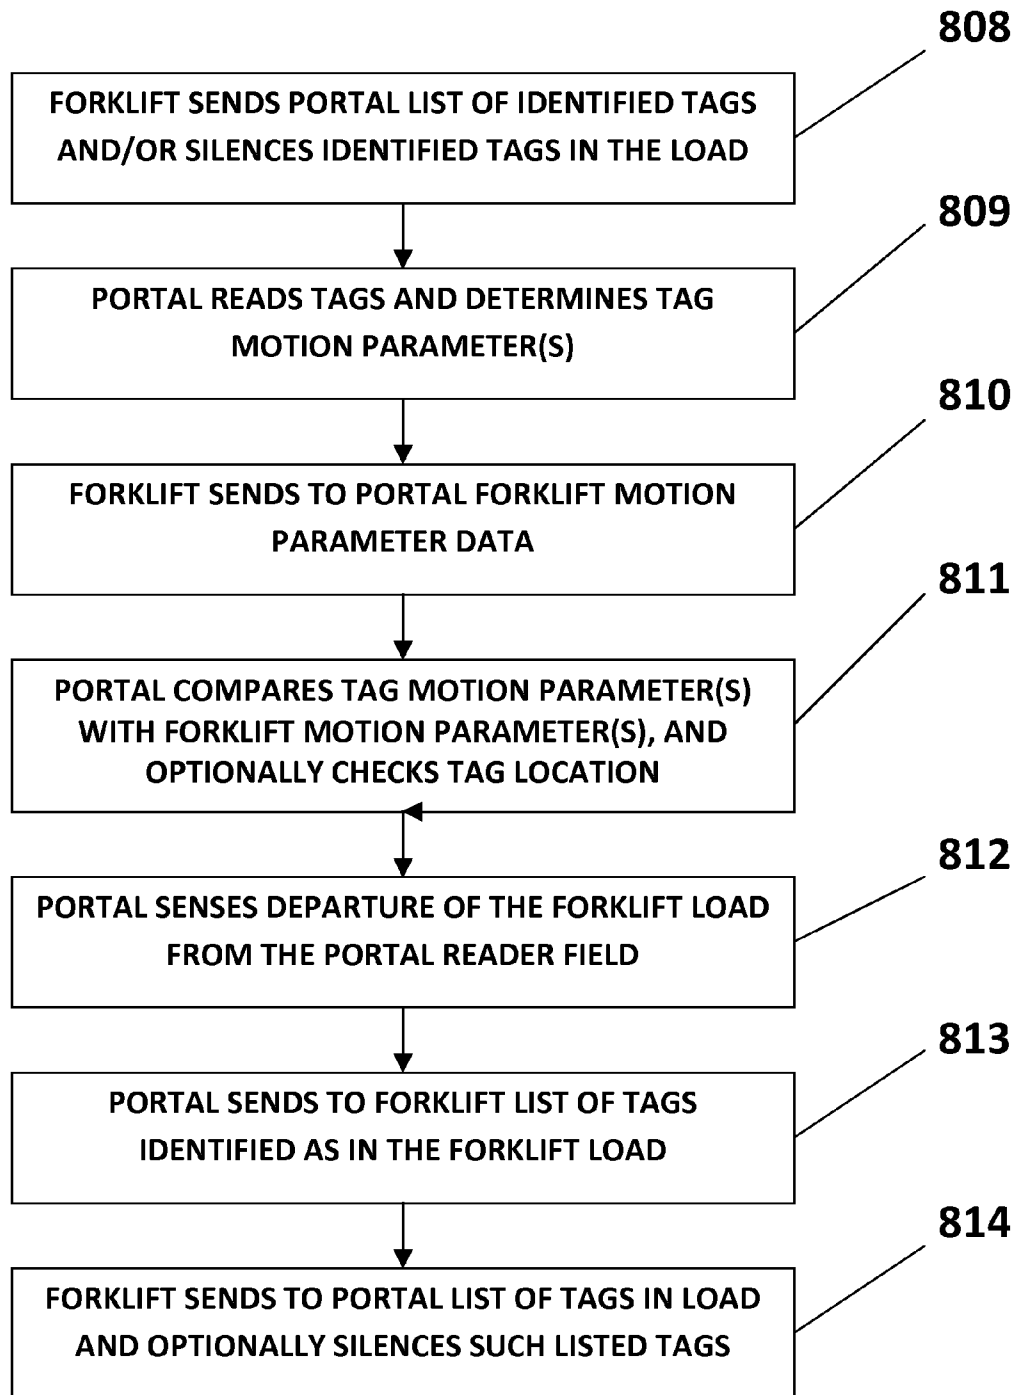 808
FORKLIFT SENDS PORTAL LIST OF IDENTIFIED TAGS
AND/OR SILENCES IDENTIFIED TAGS IN THE LOAD
809
PORTAL READS TAGS AND DETERMINES TAG
MOTION PARAMETER(S)
810
FORKLIFT SENDS TO PORTAL FORKLIFT MOTION
PARAMETER DATA
811
PORTAL COMPARES TAG MOTION PARAMETER(S)
WITH FORKLIFT MOTION PARAMETER(S), AND
OPTIONALLY CHECKS TAG LOCATION
812
PORTAL SENSES DEPARTURE OF THE FORKLIFT LOAD
FROM THE PORTAL READER FIELD
813
PORTAL SENDS TO FORKLIFT LIST OF TAGS
IDENTIFIED AS IN THE FORKLIFT LOAD
814
FORKLIFT SENDS TO PORTAL LIST OF TAGS IN LOAD
AND OPTIONALLY SILENCES SUCH LISTED TAGS